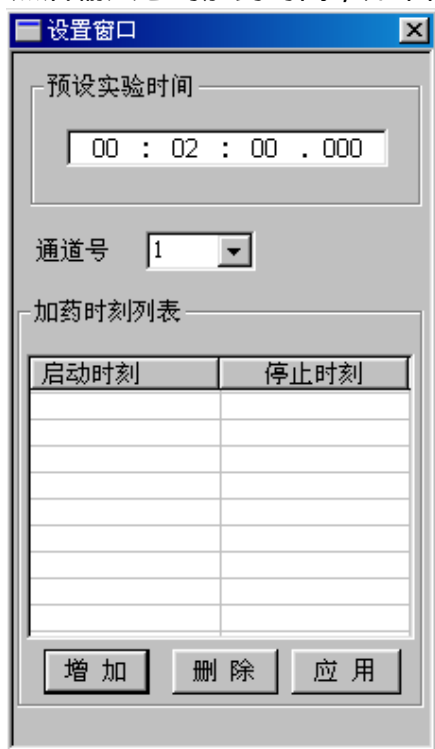 设置窗口
预设实验时间
00 : 02 : 00 . 000
通道号 1
加药时刻列表
启动时刻 停止时刻
增 加 删 除 应 用